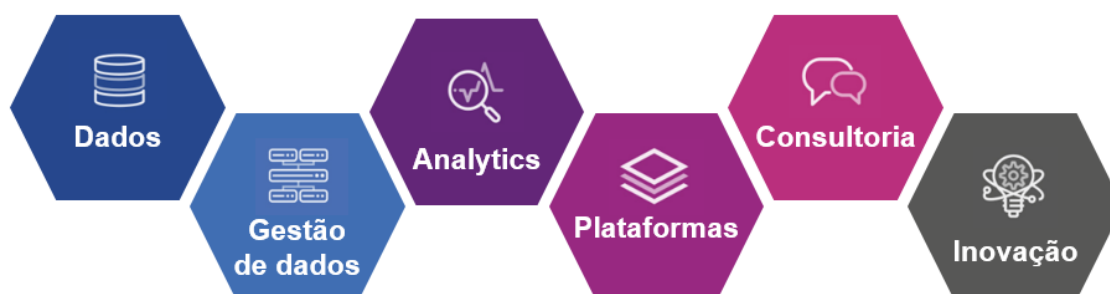 Dados
Gestão
de dados
Analytics
Plataformas
Consultoria
Inovação